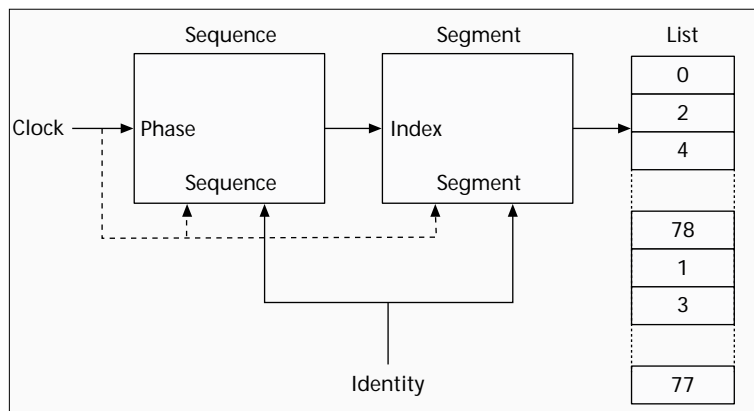 Sequence
Segment
List
Clock
Phase
Sequence
Index
Segment
0
2
4
78
1
3
77
Identity